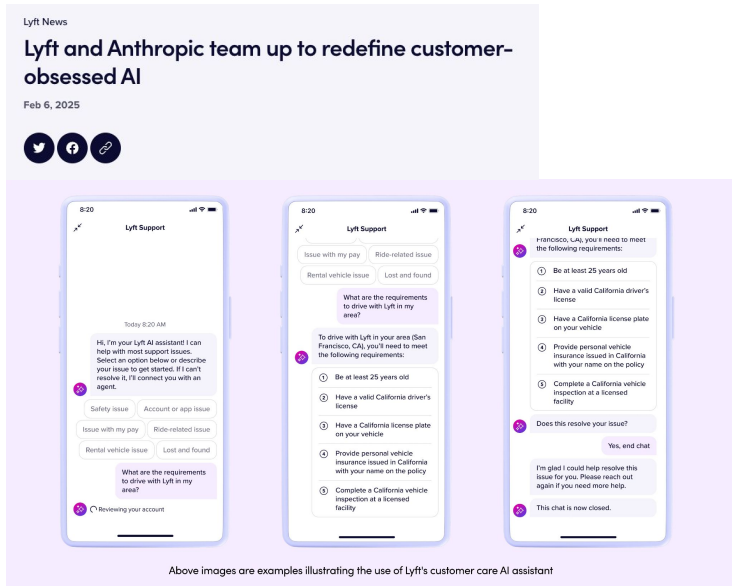 Lyft News
Lyft and Anthropic team up to redefine customer-
obsessed AI
Feb 6, 2025
8:20
Lyft Support
Today 8:20 AM
Hi, I'm your Lyft AI assistant! I can
help with most support issues.
Select an option below or describe
your issue to get started. If I can't
resolve it, I'll connect you with an
agent.
Safety issue
Account or app issue
Issue with my pay
Ride-related issue
Rental vehicle issue
Lost and found
What are the requirements
to drive with Lyft in my
area?
Reviewing your account
8:20
Lyft Support
Issue with my pay
Ride-related issue
Rental vehicle issue
Lost and found
What are the requirements
to drive with Lyft in my
area?
To drive with Lyft in your area (San
Francisco, CA), you'll need to meet
the following requirements:
1 Be at least 25 years old
2 Have a valid California driver's
license
3 Have a California license plate
on your vehicle
4 Provide personal vehicle
insurance issued in California
with your name on the policy
5 Complete a California vehicle
inspection at a licensed
facility
8:20
Lyft Support
Francisco, CA), you'll need to meet
the following requirements:
1 Be at least 25 years old
2 Have a valid California driver's
license
3 Have a California license plate
on your vehicle
4 Provide personal vehicle
insurance issued in California
with your name on the policy
5 Complete a California vehicle
inspection at a licensed
facility
Does this resolve your issue?
Yes, end chat
I'm glad I could help resolve this
issue for you. Please reach out
again if you need more help.
This chat is now closed.
Above images are examples illustrating the use of Lyft's customer care AI assistant